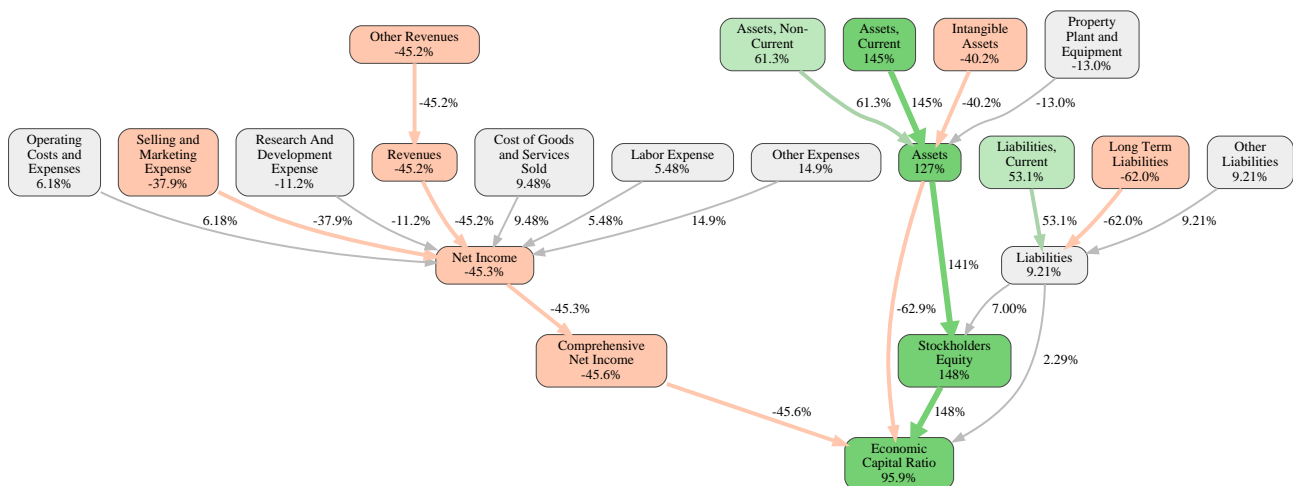 Other Revenues
-45.2%
Assets, Non-
Current
61.3%
Assets,
Current
145%
Intangible
Assets
-40.2%
Property
Plant and
Equipment
-13.0%
-45.2%
61.3%
145%
-40.2%
-13.0%
Operating
Costs and
Expenses
6.18%
Selling and
Marketing
Expense
-37.9%
Research And
Development
Expense
-11.2%
Revenues
-45.2%
Cost of Goods
and Services
Sold
9.48%
Labor Expense
5.48%
Other Expenses
14.9%
Assets
127%
Liabilities,
Current
53.1%
Long Term
Liabilities
-62.0%
Other
Liabilities
9.21%
6.18%
-37.9%
-11.2%
-45.2%
9.48%
5.48%
14.9%
53.1%
-62.0%
9.21%
Net Income
-45.3%
Liabilities
9.21%
141%
-45.3%
-62.9%
7.00%
Comprehensive
Net Income
-45.6%
Stockholders
Equity
148%
2.29%
-45.6%
148%
Economic
Capital Ratio
95.9%